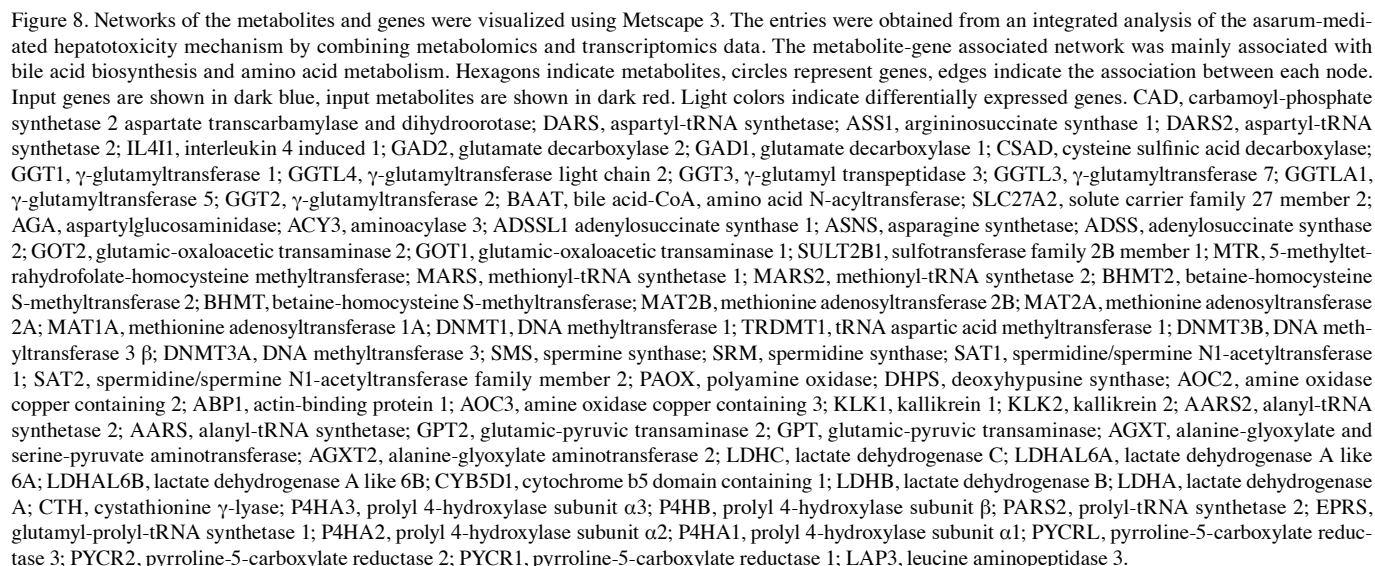 Figure 8. Networks of the metabolites and genes were visualized using Metscape 3. The entries were obtained from an integrated analysis of the asarum-medi-
ated hepatotoxicity mechanism by combining metabolomics and transcriptomics data. The metabolite-gene associated network was mainly associated with
bile acid biosynthesis and amino acid metabolism. Hexagons indicate metabolites, circles represent genes, edges indicate the association between each node.
Input genes are shown in dark blue, input metabolites are shown in dark red. Light colors indicate differentially expressed genes. CAD, carbamoyl-phosphate
synthetase 2 aspartate transcarbamylase and dihydroorotase; DARS, aspartyl-tRNA synthetase; ASS1, argininosuccinate synthase 1; DARS2, aspartyl-tRNA
synthetase 2; IL4I1, interleukin 4 induced 1; GAD2, glutamate decarboxylase 2; GAD1, glutamate decarboxylase 1; CSAD, cysteine sulfinic acid decarboxylase;
GGT1, γ-glutamyltransferase 1; GGTL4, γ-glutamyltransferase light chain 2; GGT3, γ-glutamyl transpeptidase 3; GGTL3, γ-glutamyltransferase 7; GGTLA1,
γ-glutamyltransferase 5; GGT2, γ-glutamyltransferase 2; BAAT, bile acid-CoA, amino acid N-acyltransferase; SLC27A2, solute carrier family 27 member 2;
AGA, aspartylglucosaminidase; ACY3, aminoacylase 3; ADSSL1 adenylosuccinate synthase 1; ASNS, asparagine synthetase; ADSS, adenylosuccinate synthase
2; GOT2, glutamic-oxaloacetic transaminase 2; GOT1, glutamic-oxaloacetic transaminase 1; SULT2B1, sulfotransferase family 2B member 1; MTR, 5-methyltet-
rahydrofolate-homocysteine methyltransferase; MARS, methionyl-tRNA synthetase 1; MARS2, methionyl-tRNA synthetase 2; BHMT2, betaine-homocysteine
S-methyltransferase 2; BHMT, betaine-homocysteine S-methyltransferase; MAT2B, methionine adenosyltransferase 2B; MAT2A, methionine adenosyltransferase
2A; MAT1A, methionine adenosyltransferase 1A; DNMT1, DNA methyltransferase 1; TRDMT1, tRNA aspartic acid methyltransferase 1; DNMT3B, DNA meth-
yltransferase 3 β; DNMT3A, DNA methyltransferase 3; SMS, spermine synthase; SRM, spermidine synthase; SAT1, spermidine/spermine N1-acetyltransferase
1; SAT2, spermidine/spermine N1-acetyltransferase family member 2; PAOX, polyamine oxidase; DHPS, deoxyhypusine synthase; AOC2, amine oxidase
copper containing 2; ABP1, actin-binding protein 1; AOC3, amine oxidase copper containing 3; KLK1, kallikrein 1; KLK2, kallikrein 2; AARS2, alanyl-tRNA
synthetase 2; AARS, alanyl-tRNA synthetase; GPT2, glutamic-pyruvic transaminase 2; GPT, glutamic-pyruvic transaminase; AGXT, alanine-glyoxylate and
serine-pyruvate aminotransferase; AGXT2, alanine-glyoxylate aminotransferase 2; LDHC, lactate dehydrogenase C; LDHAL6A, lactate dehydrogenase A like
6A; LDHAL6B, lactate dehydrogenase A like 6B; CYB5D1, cytochrome b5 domain containing 1; LDHB, lactate dehydrogenase B; LDHA, lactate dehydrogenase
A; CTH, cystathionine γ-lyase; P4HA3, prolyl 4-hydroxylase subunit α3; P4HB, prolyl 4-hydroxylase subunit β; PARS2, prolyl-tRNA synthetase 2; EPRS,
glutamyl-prolyl-tRNA synthetase 1; P4HA2, prolyl 4-hydroxylase subunit α2; P4HA1, prolyl 4-hydroxylase subunit α1; PYCRL, pyrroline-5-carboxylate reduc-
tase 3; PYCR2, pyrroline-5-carboxylate reductase 2; PYCR1, pyrroline-5-carboxylate reductase 1; LAP3, leucine aminopeptidase 3.